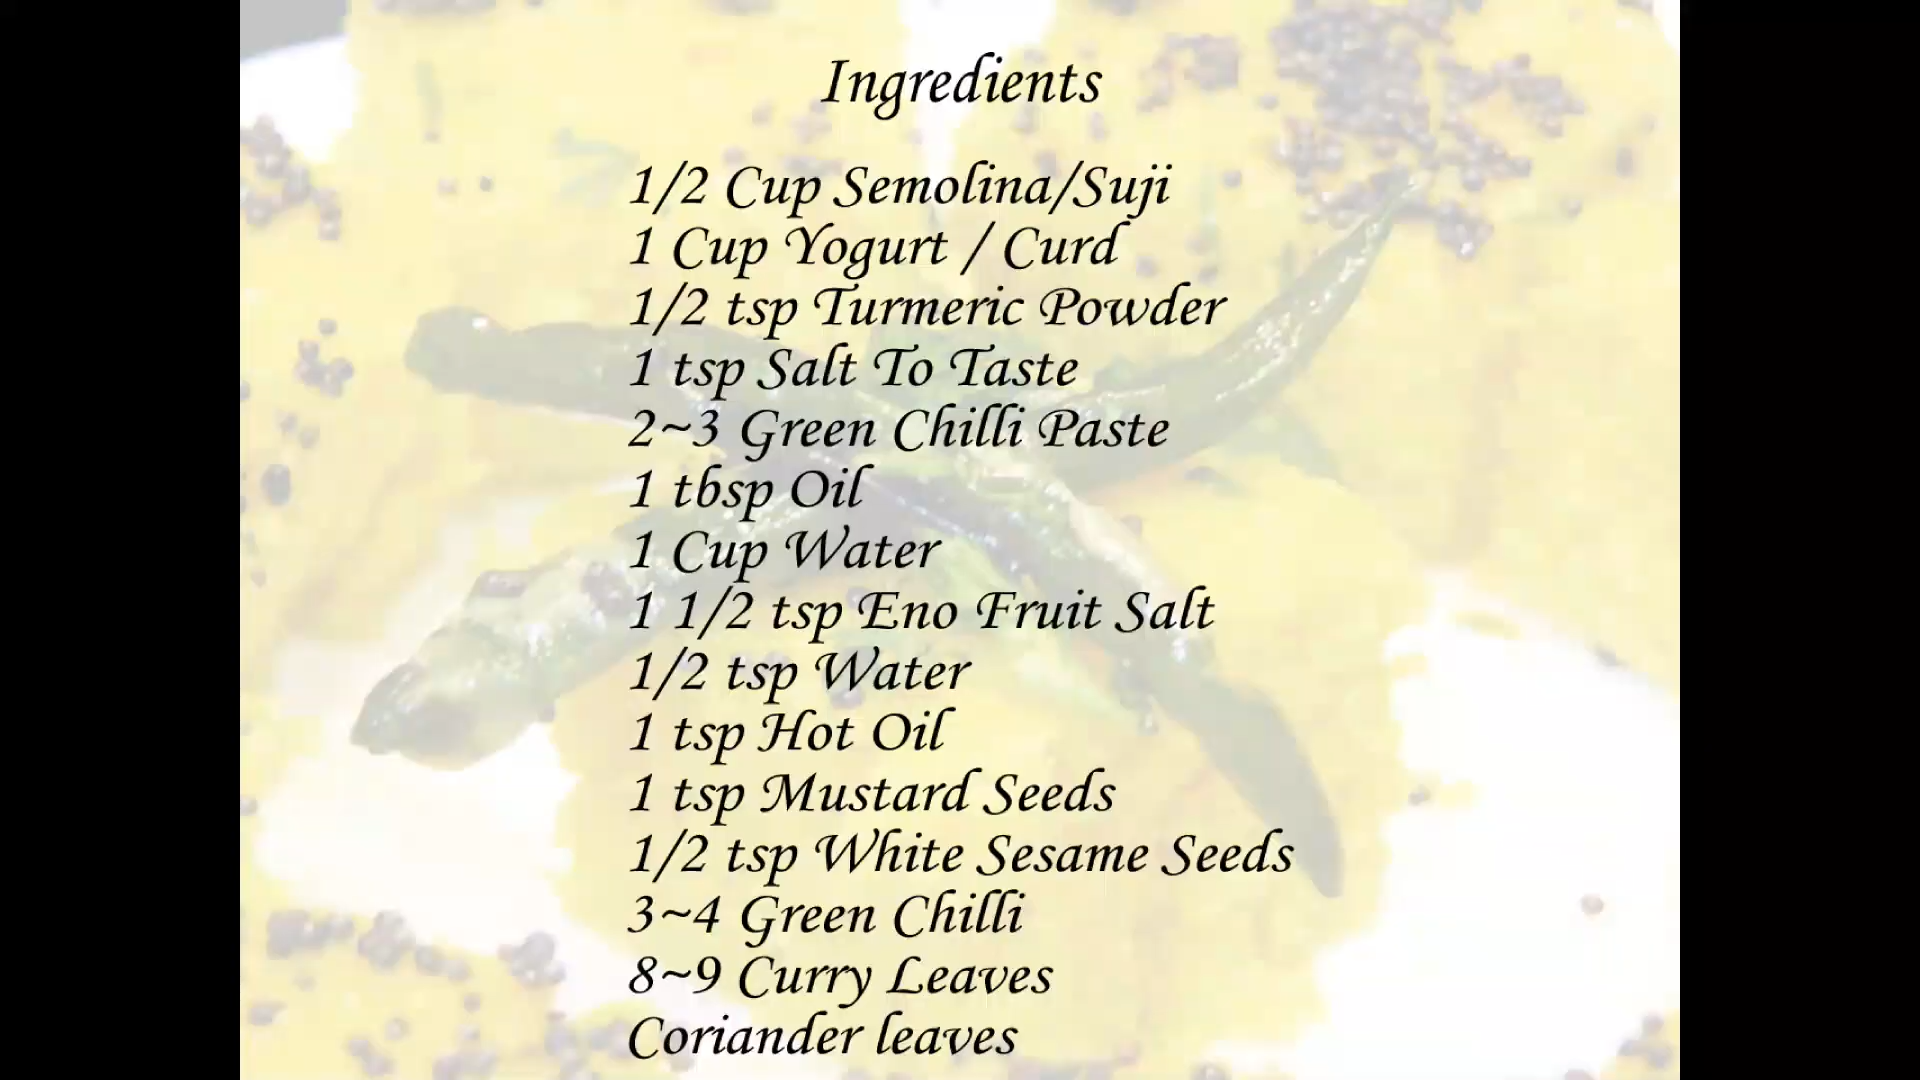 Ingredients
1/2 Cup Semolina/Suji
1 Cup Yogurt / Curd
1/2 tsp Turmeric Powder
1 tsp Salt To Taste
2~3 Green Chilli Paste
1 tbsp Oil
1 Cup Water
1 1/2 tsp Eno Fruit Salt
1/2 tsp Water
1 tsp Hot Oil
1 tsp Mustard Seeds
1/2 tsp White Sesame Seeds
3~4 Green Chilli
8~9 Curry Leaves
Coriander leaves